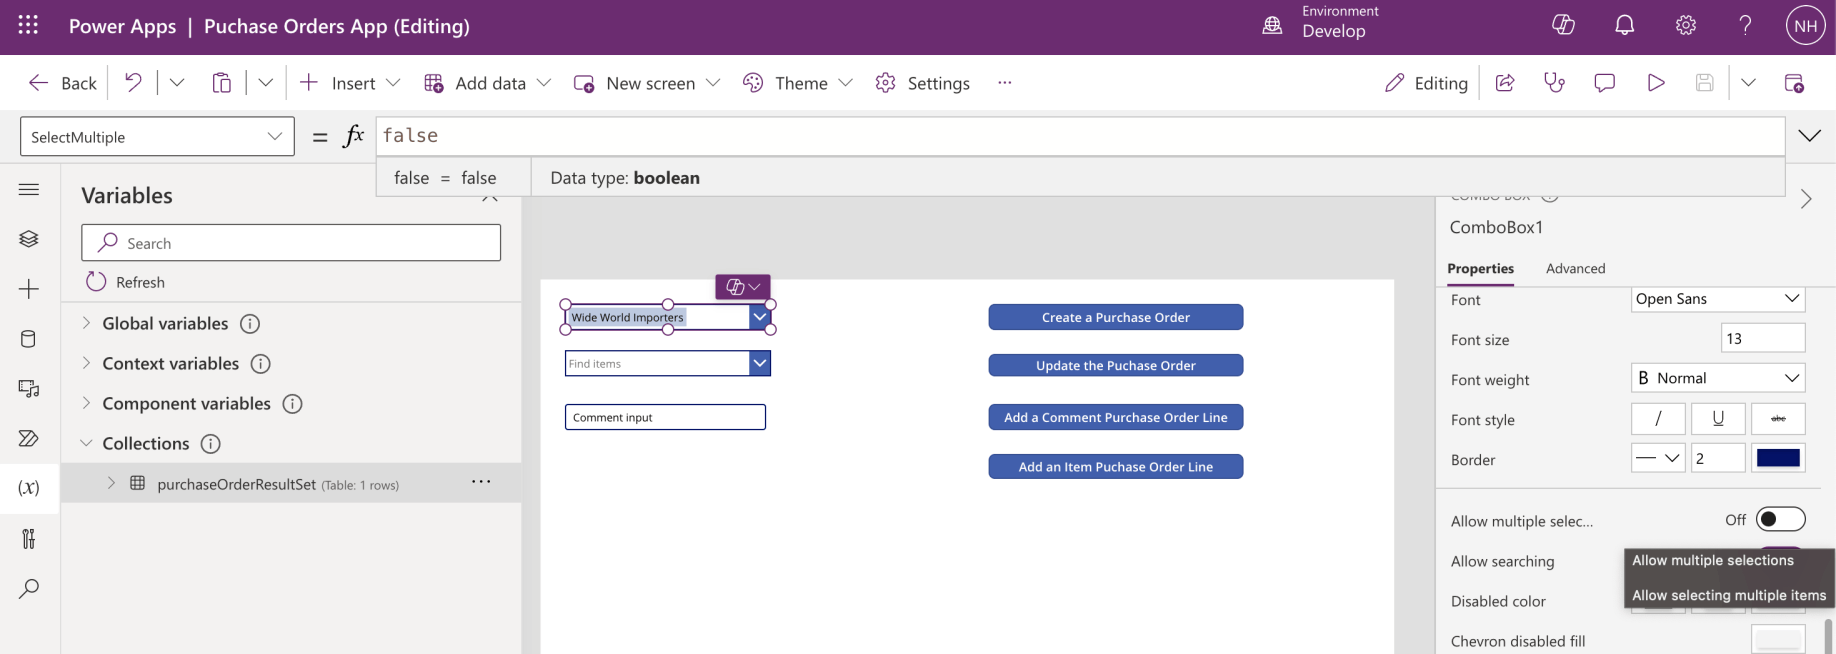 Power Apps | Puchase Orders App (Editing)
Environment
Develop
NH
Back
Insert
Add data
New screen
Theme
Settings
...
Editing
SelectMultiple
= fx
false
false = false
Data type: boolean
Variables
Search
Refresh
Global variables
Context variables
Component variables
Collections
purchaseOrderResultSet (Table: 1 rows)
...
(x)
Wide World Importers
Find items
Comment input
Create a Purchase Order
Update the Puchase Order
Add a Comment Purchase Order Line
Add an Item Puchase Order Line
COMBO BOX
ComboBox1
Properties
Advanced
Font
Open Sans
Font size
13
Font weight
B Normal
Font style
/ U abc
Border
2
Allow multiple selec...
Off
Allow searching
Allow multiple selections
Allow selecting multiple items
Disabled color
Chevron disabled fill